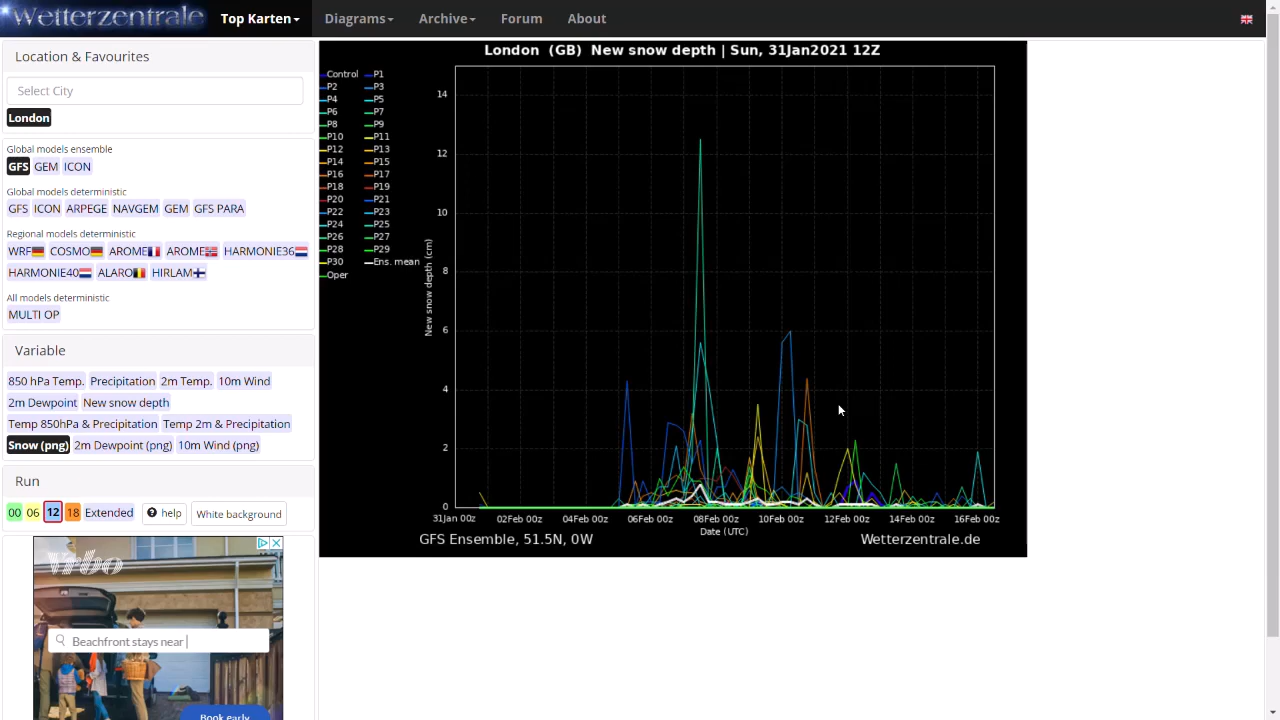 Wetterzentrale
Top Karten
Diagrams
Archive
Forum
About
Location & Favourites
Select City
London
Global models ensemble
GFS GEM ICON
Global models deterministic
GFS ICON ARPEGE NAVGEM GEM GFS PARA
Regional models deterministic
WRF COSMO AROME AROME HARMONIE36
HARMONIE40 ALARO HIRLAM
All models deterministic
MULTI OP
Variable
850 hPa Temp. Precipitation 2m Temp. 10m Wind
2m Dewpoint New snow depth
Temp 850hPa & Precipitation Temp 2m & Precipitation
Snow (png) 2m Dewpoint (png) 10m Wind (png)
Run
00 06 12 18 Extended help White background
Vrbo
Beachfront stays near
Book early
London (GB) New snow depth | Sun, 31Jan2021 12Z
Control P1
P2 P3
P4 P5
P6 P7
P8 P9
P10 P11
P12 P13
P14 P15
P16 P17
P18 P19
P20 P21
P22 P23
P24 P25
P26 P27
P28 P29
P30 Ens. mean
Oper
New snow depth (cm)
14
12
10
8
6
4
2
0
31Jan 00z 02Feb 00z 04Feb 00z 06Feb 00z 08Feb 00z 10Feb 00z 12Feb 00z 14Feb 00z 16Feb 00z
Date (UTC)
GFS Ensemble, 51.5N, 0W
Wetterzentrale.de